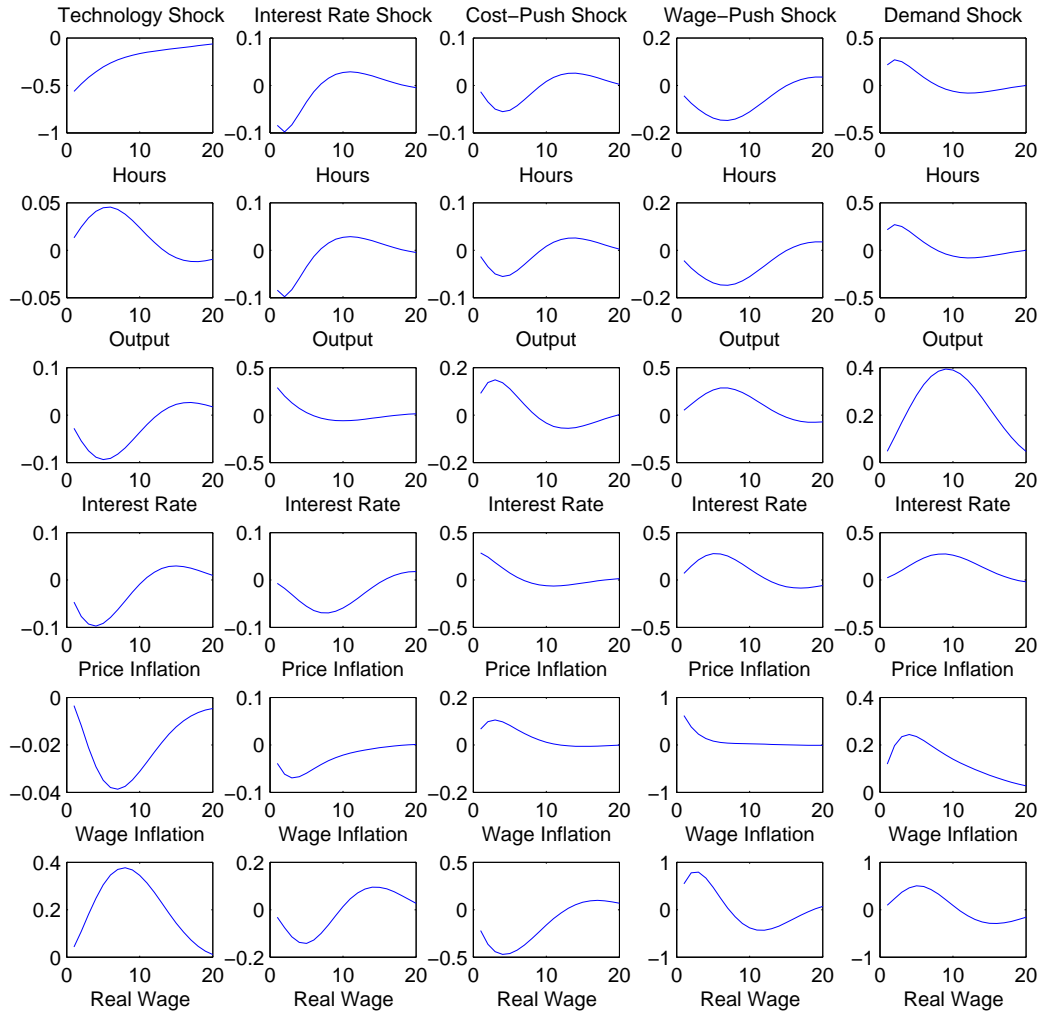 Technology Shock Interest Rate Shock Cost−Push Shock Wage−Push Shock Demand Shock
0 0.1 0.1 0.2 0.5
−0.5 0 0 0 0
−1 −0.1 −0.1 −0.2 −0.5
0 10 20 0 10 20 0 10 20 0 10 20 0 10 20
Hours Hours Hours Hours Hours
0.05 0.1 0.1 0.2 0.5
0 0 0 0 0
−0.05 −0.1 −0.1 −0.2 −0.5
0 10 20 0 10 20 0 10 20 0 10 20 0 10 20
Output Output Output Output Output
0.1 0.5 0.2 0.5 0.4
0 0 0 0 0.2
−0.1 −0.5 −0.2 −0.5 0
0 10 20 0 10 20 0 10 20 0 10 20 0 10 20
Interest Rate Interest Rate Interest Rate Interest Rate Interest Rate
0.1 0.1 0.5 0.5 0.5
0 0 0 0 0
−0.1 −0.1 −0.5 −0.5 −0.5
0 10 20 0 10 20 0 10 20 0 10 20 0 10 20
Price Inflation Price Inflation Price Inflation Price Inflation Price Inflation
0 0.1 0.2 1 0.4
−0.02 0 0 0 0.2
−0.04 −0.1 −0.2 −1 0
0 10 20 0 10 20 0 10 20 0 10 20 0 10 20
Wage Inflation Wage Inflation Wage Inflation Wage Inflation Wage Inflation
0.4 0.2 0.5 1 1
0.2 0 0 0 0
0 −0.2 −0.5 −1 −1
0 10 20 0 10 20 0 10 20 0 10 20 0 10 20
Real Wage Real Wage Real Wage Real Wage Real Wage